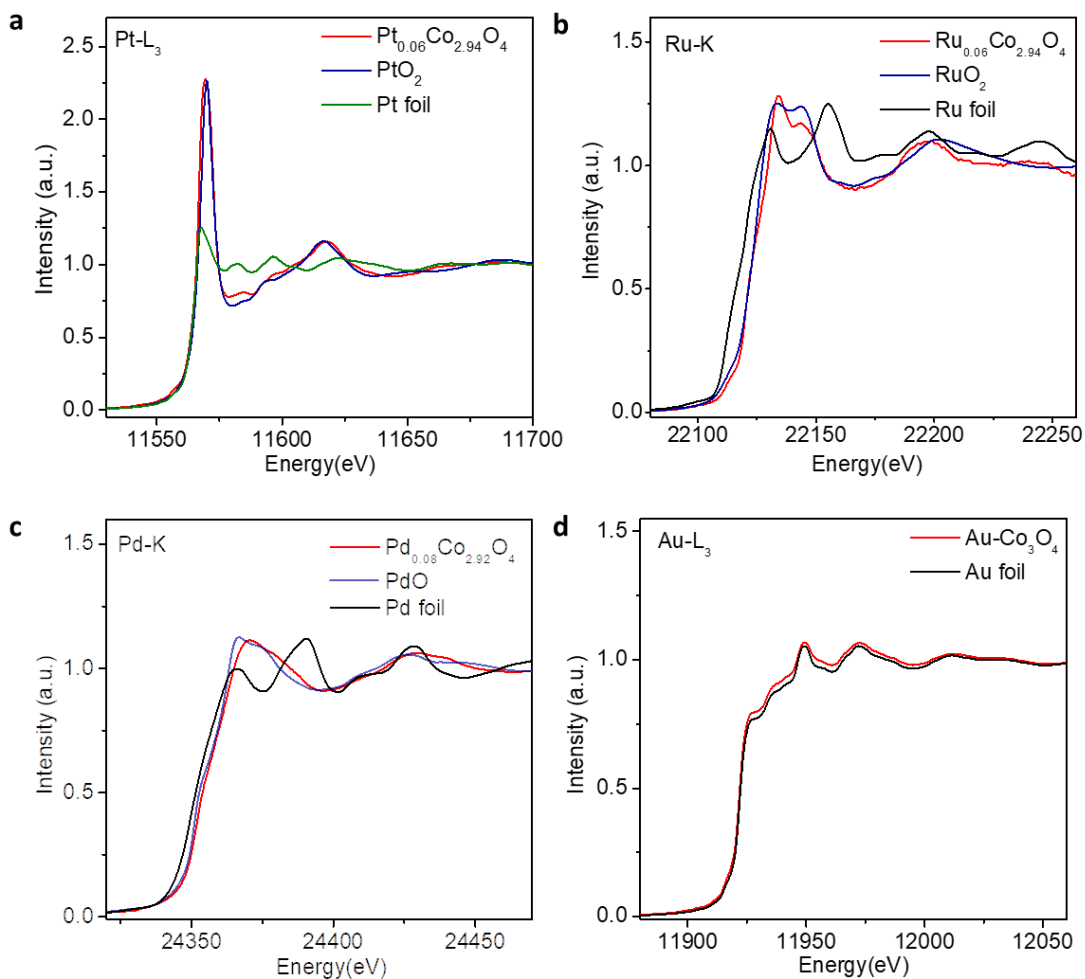 a
Pt-L₃
Pt₀.₀₆Co₂.₉₄O₄
PtO₂
Pt foil
2.5
2.0
1.5
1.0
0.5
0.0
Intensity (a.u.)
11550 11600 11650 11700
Energy(eV)
b
Ru-K
Ru₀.₀₆Co₂.₉₄O₄
RuO₂
Ru foil
1.5
1.0
0.5
0.0
Intensity (a.u.)
22100 22150 22200 22250
Energy(eV)
c
Pd-K
Pd₀.₀₈Co₂.₉₂O₄
PdO
Pd foil
1.5
1.0
0.5
0.0
Intensity (a.u.)
24350 24400 24450
Energy(eV)
d
Au-L₃
Au-Co₃O₄
Au foil
1.5
1.0
0.5
0.0
Intensity (a.u.)
11900 11950 12000 12050
Energy(eV)